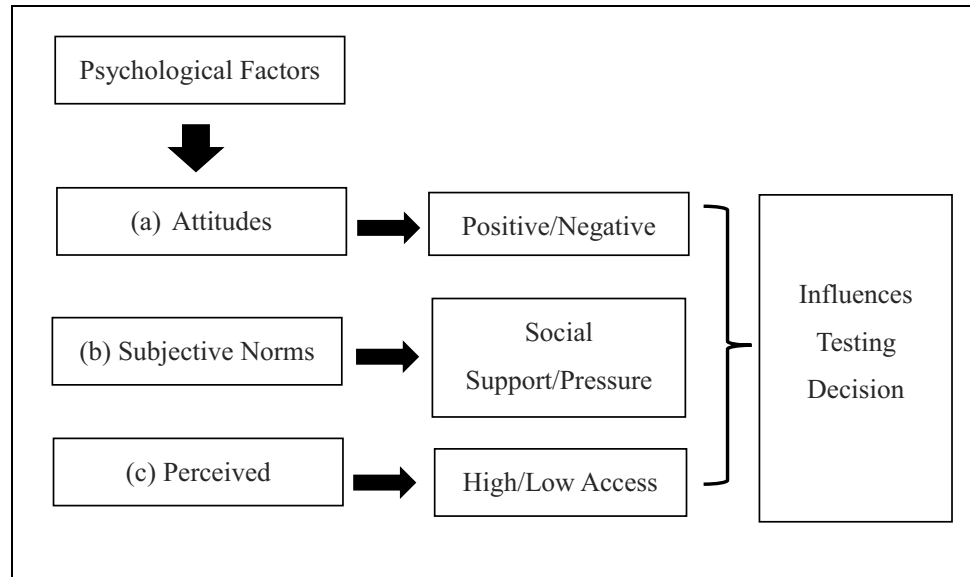 Psychological Factors
(a) Attitudes
Positive/Negative
(b) Subjective Norms
Social
Support/Pressure
(c) Perceived
High/Low Access
Influences
Testing
Decision